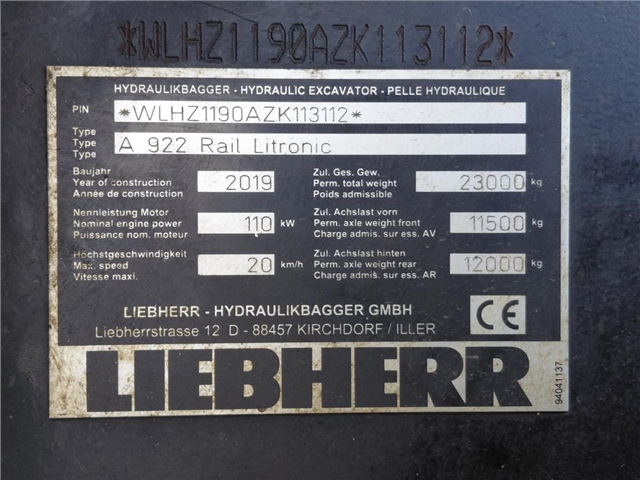 *WLHZ1190AZK113112*
HYDRAULIKBAGGER - HYDRAULIC EXCAVATOR - PELLE HYDRAULIQUE
PIN *WLHZ1190AZK113112*
Type
Type A 922 Rail Litronic
Type
Baujahr
Year of construction 2019
Année de construction
Zul. Ges. Gew.
Perm. total weight 23000 kg
Poids admissible
Nennleistung Motor
Nominal engine power 110 kW
Puissance nom. moteur
Zul. Achslast vorn
Perm. axle weight front 11500 kg
Charge admis. sur ess. AV
Höchstgeschwindigkeit
Max. speed 20 km/h
Vitesse maxi.
Zul. Achslast hinten
Perm. axle weight rear 12000 kg
Charge admis. sur ess. AR
LIEBHERR - HYDRAULIKBAGGER GMBH
Liebherrstrasse 12 D - 88457 KIRCHDORF / ILLER
CE
LIEBHERR
94041137